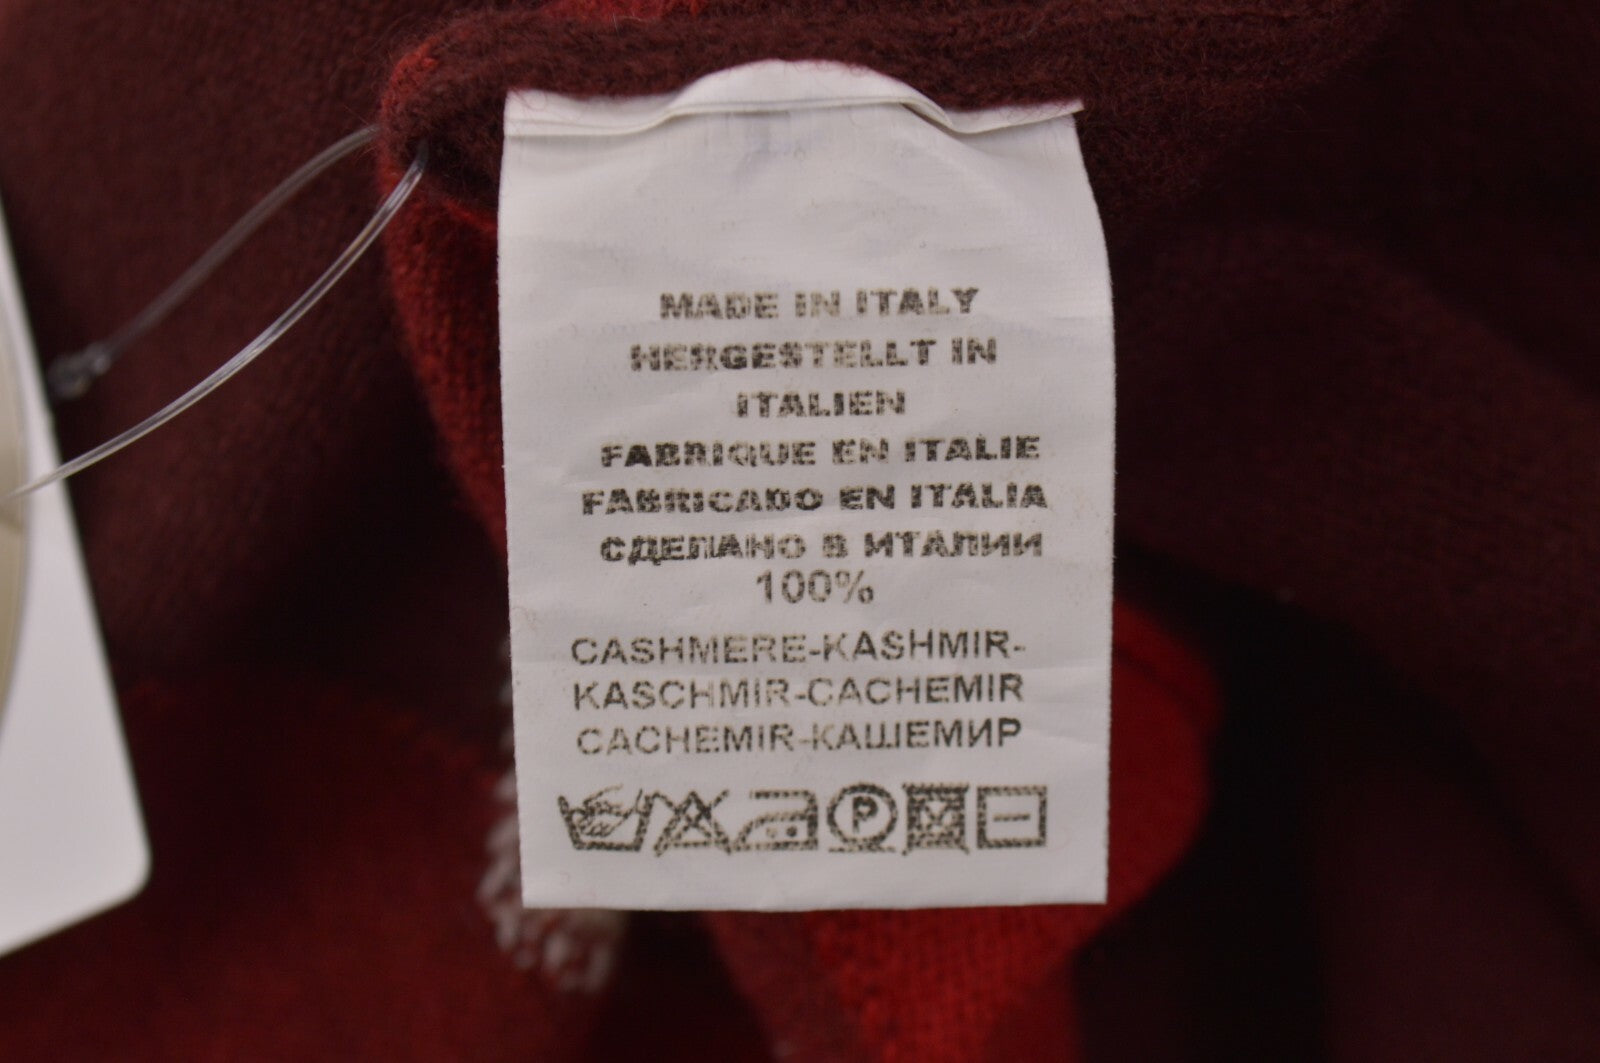 MADE IN ITALY
HERGESTELLT IN
ITALIEN
FABRIQUE EN ITALIE
FABRICADO EN ITALIA
СДЕЛАНО В ИТАЛИИ
100%
CASHMERE-KASHMIR-
KASCHMIR-CACHEMIR
CACHEMIR-КАШЕМИР
P